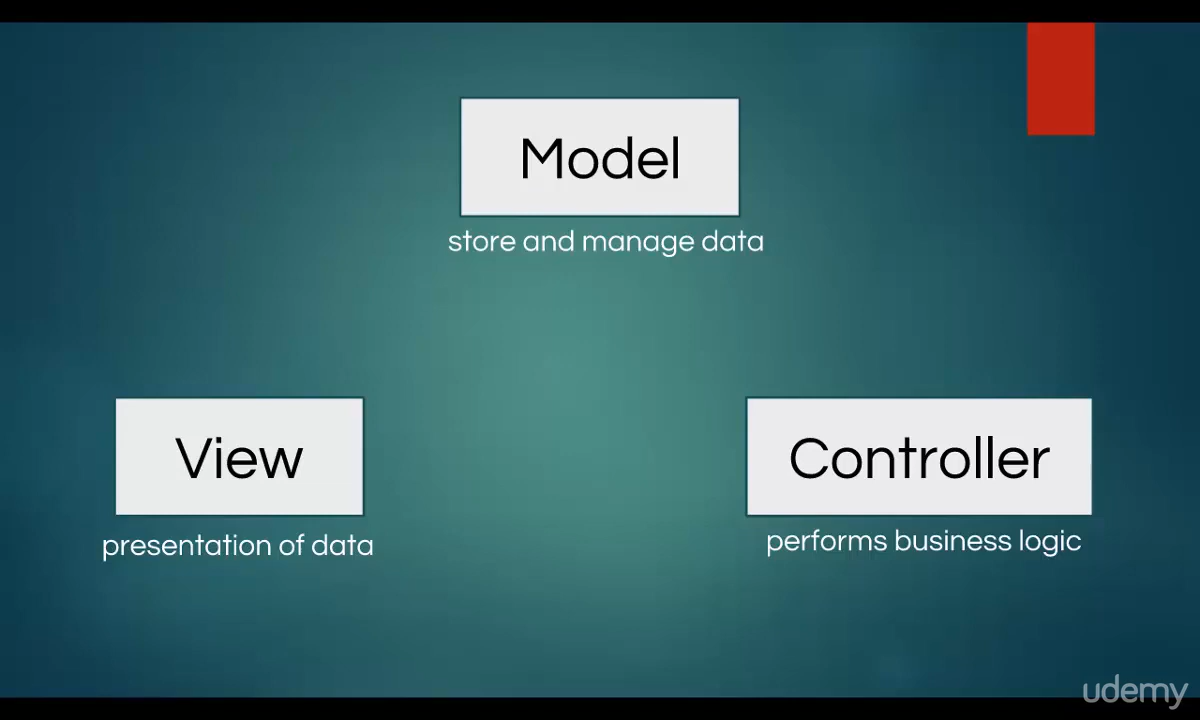 Model
store and manage data
View
presentation of data
Controller
performs business logic
udemy